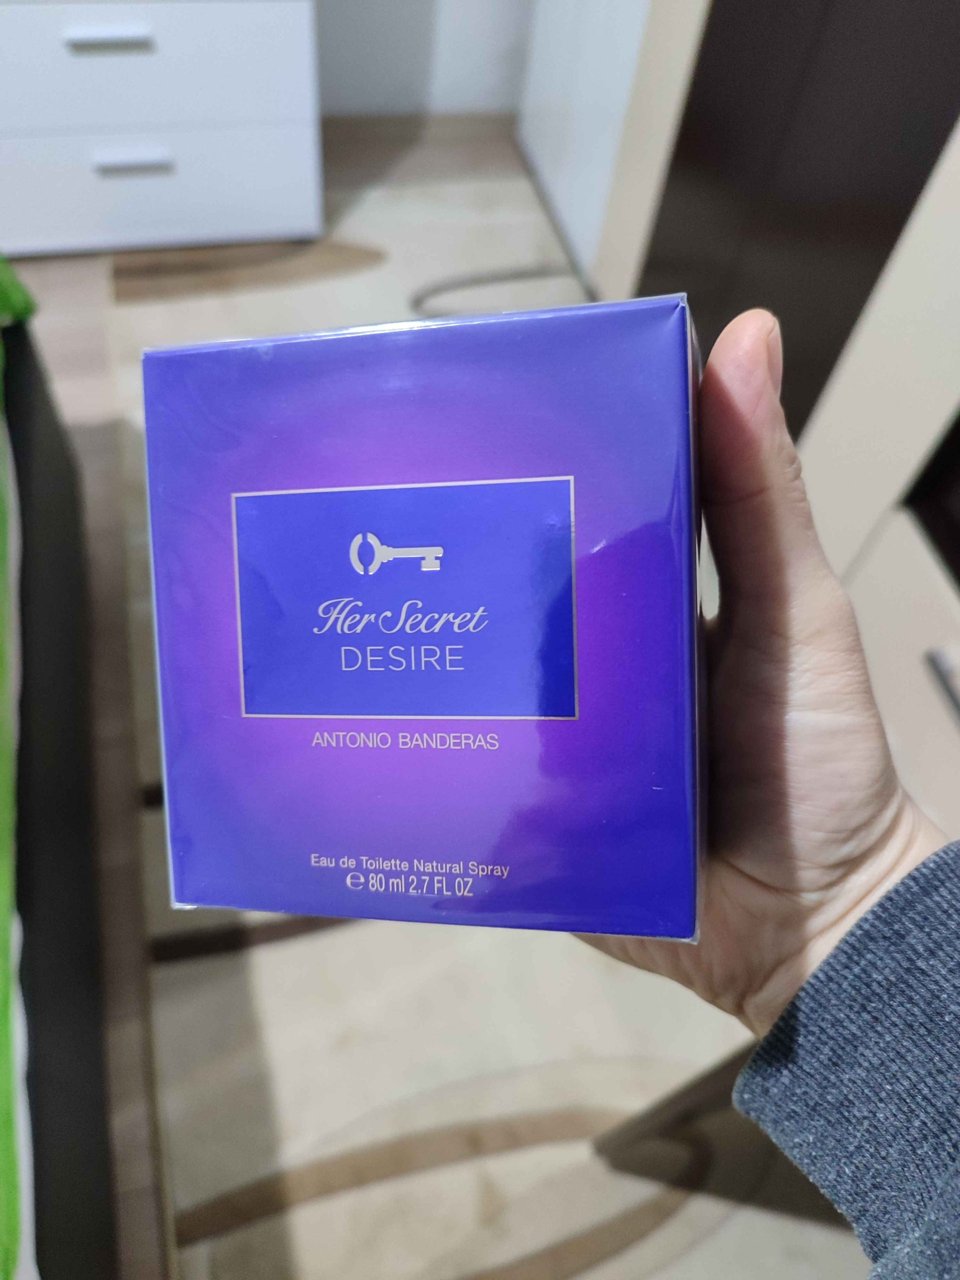 Her Secret
DESIRE
ANTONIO BANDERAS
Eau de Toilette Natural Spray
℮ 80 ml 2.7 FL OZ